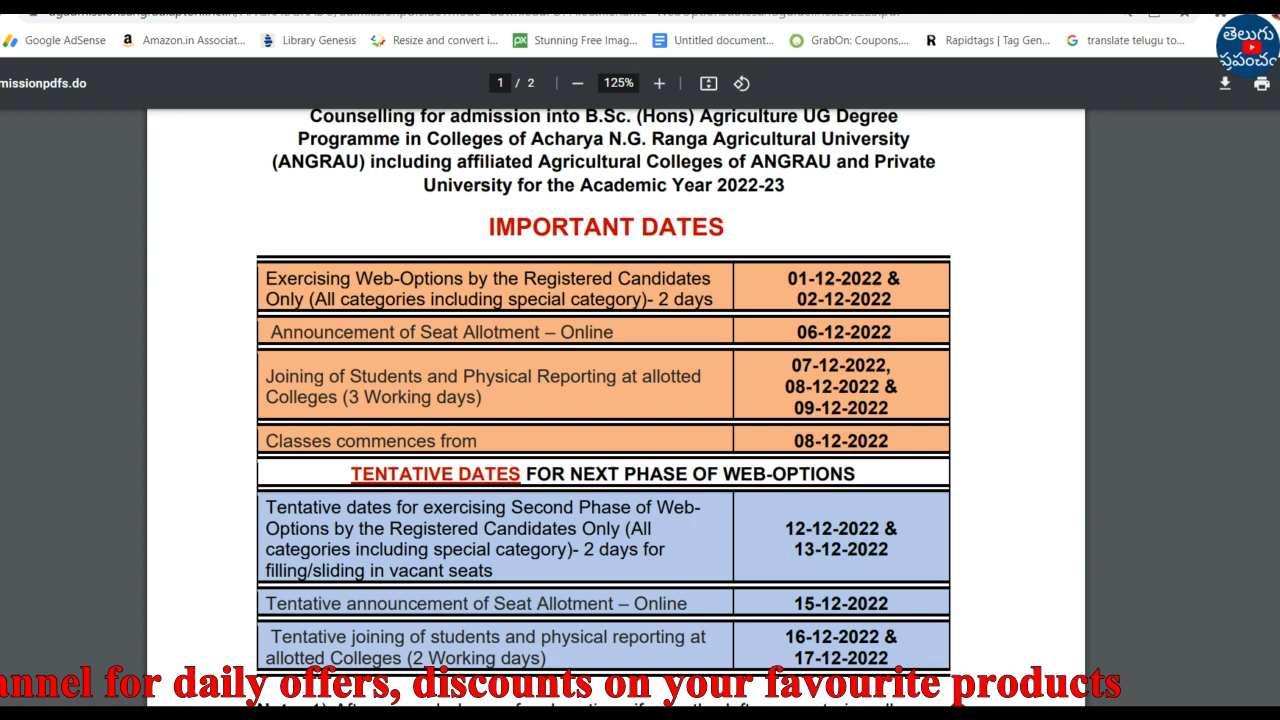 Google AdSense
Amazon.in Associat...
Library Genesis
Resize and convert i...
Stunning Free Imag...
Untitled document...
GrabOn: Coupons,...
Rapidtags | Tag Gen...
translate telugu to...
తెలుగు
ప్రపంచం
missionpdfs.do
1 / 2
125%
Counselling for admission into B.Sc. (Hons) Agriculture UG Degree
Programme in Colleges of Acharya N.G. Ranga Agricultural University
(ANGRAU) including affiliated Agricultural Colleges of ANGRAU and Private
University for the Academic Year 2022-23
IMPORTANT DATES
Exercising Web-Options by the Registered Candidates
Only (All categories including special category)- 2 days
01-12-2022 &
02-12-2022
Announcement of Seat Allotment – Online
06-12-2022
Joining of Students and Physical Reporting at allotted
Colleges (3 Working days)
07-12-2022,
08-12-2022 &
09-12-2022
Classes commences from
08-12-2022
TENTATIVE DATES FOR NEXT PHASE OF WEB-OPTIONS
Tentative dates for exercising Second Phase of Web-
Options by the Registered Candidates Only (All
categories including special category)- 2 days for
filling/sliding in vacant seats
12-12-2022 &
13-12-2022
Tentative announcement of Seat Allotment – Online
15-12-2022
Tentative joining of students and physical reporting at
allotted Colleges (2 Working days)
16-12-2022 &
17-12-2022
annel for daily offers, discounts on your favourite products